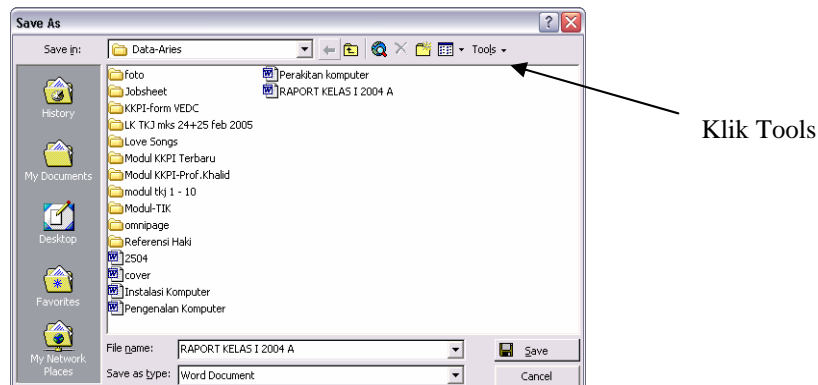 Save As
Save in:
Data-Aries
Tools
History
My Documents
Desktop
Favorites
My Network
Places
foto
Jobsheet
KKPI-form VEDC
LK TKJ mks 24+25 feb 2005
Love Songs
Modul KKPI Terbaru
Modul KKPI-Prof.Khalid
modul tkj 1 - 10
Modul-TIK
omnipage
Referensi Haki
2504
cover
Instalasi Komputer
Pengenalan Komputer
Perakitan komputer
RAPORT KELAS I 2004 A
File name:
RAPORT KELAS I 2004 A
Save
Save as type:
Word Document
Cancel
Klik Tools